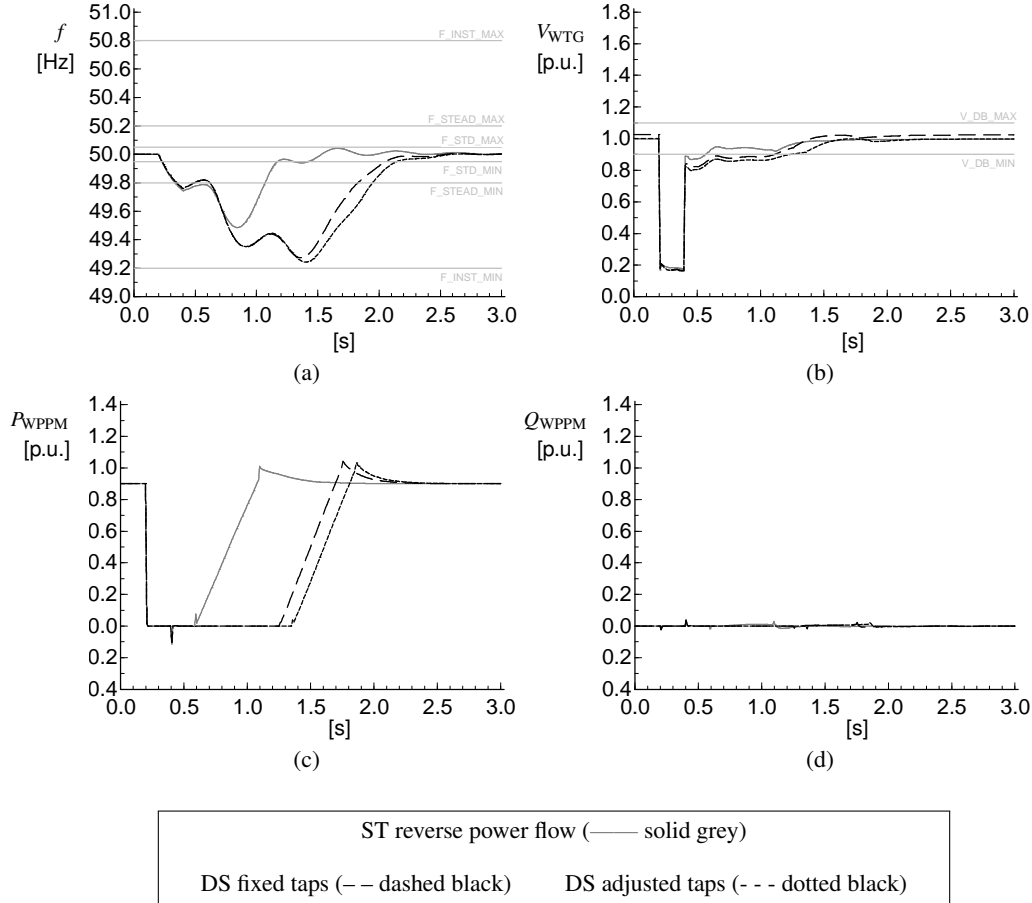 f
[Hz]
51.0
50.8
50.6
50.4
50.2
50.0
49.8
49.6
49.4
49.2
49.0
F_INST_MAX
F_STEAD_MAX
F_STD_MAX
F_STD_MIN
F_STEAD_MIN
F_INST_MIN
0.0 0.5 1.0 1.5 2.0 2.5 3.0
[s]
(a)
VWTG
[p.u.]
1.8
1.6
1.4
1.2
1.0
0.8
0.6
0.4
0.2
0.0
V_DB_MAX
V_DB_MIN
0.0 0.5 1.0 1.5 2.0 2.5 3.0
[s]
(b)
PWPPM
[p.u.]
1.4
1.2
1.0
0.8
0.6
0.4
0.2
0.0
0.2
0.4
0.0 0.5 1.0 1.5 2.0 2.5 3.0
[s]
(c)
QWPPM
[p.u.]
1.4
1.2
1.0
0.8
0.6
0.4
0.2
0.0
0.2
0.4
0.0 0.5 1.0 1.5 2.0 2.5 3.0
[s]
(d)
ST reverse power flow (—— solid grey)
DS fixed taps (– – dashed black) DS adjusted taps (- - - dotted black)